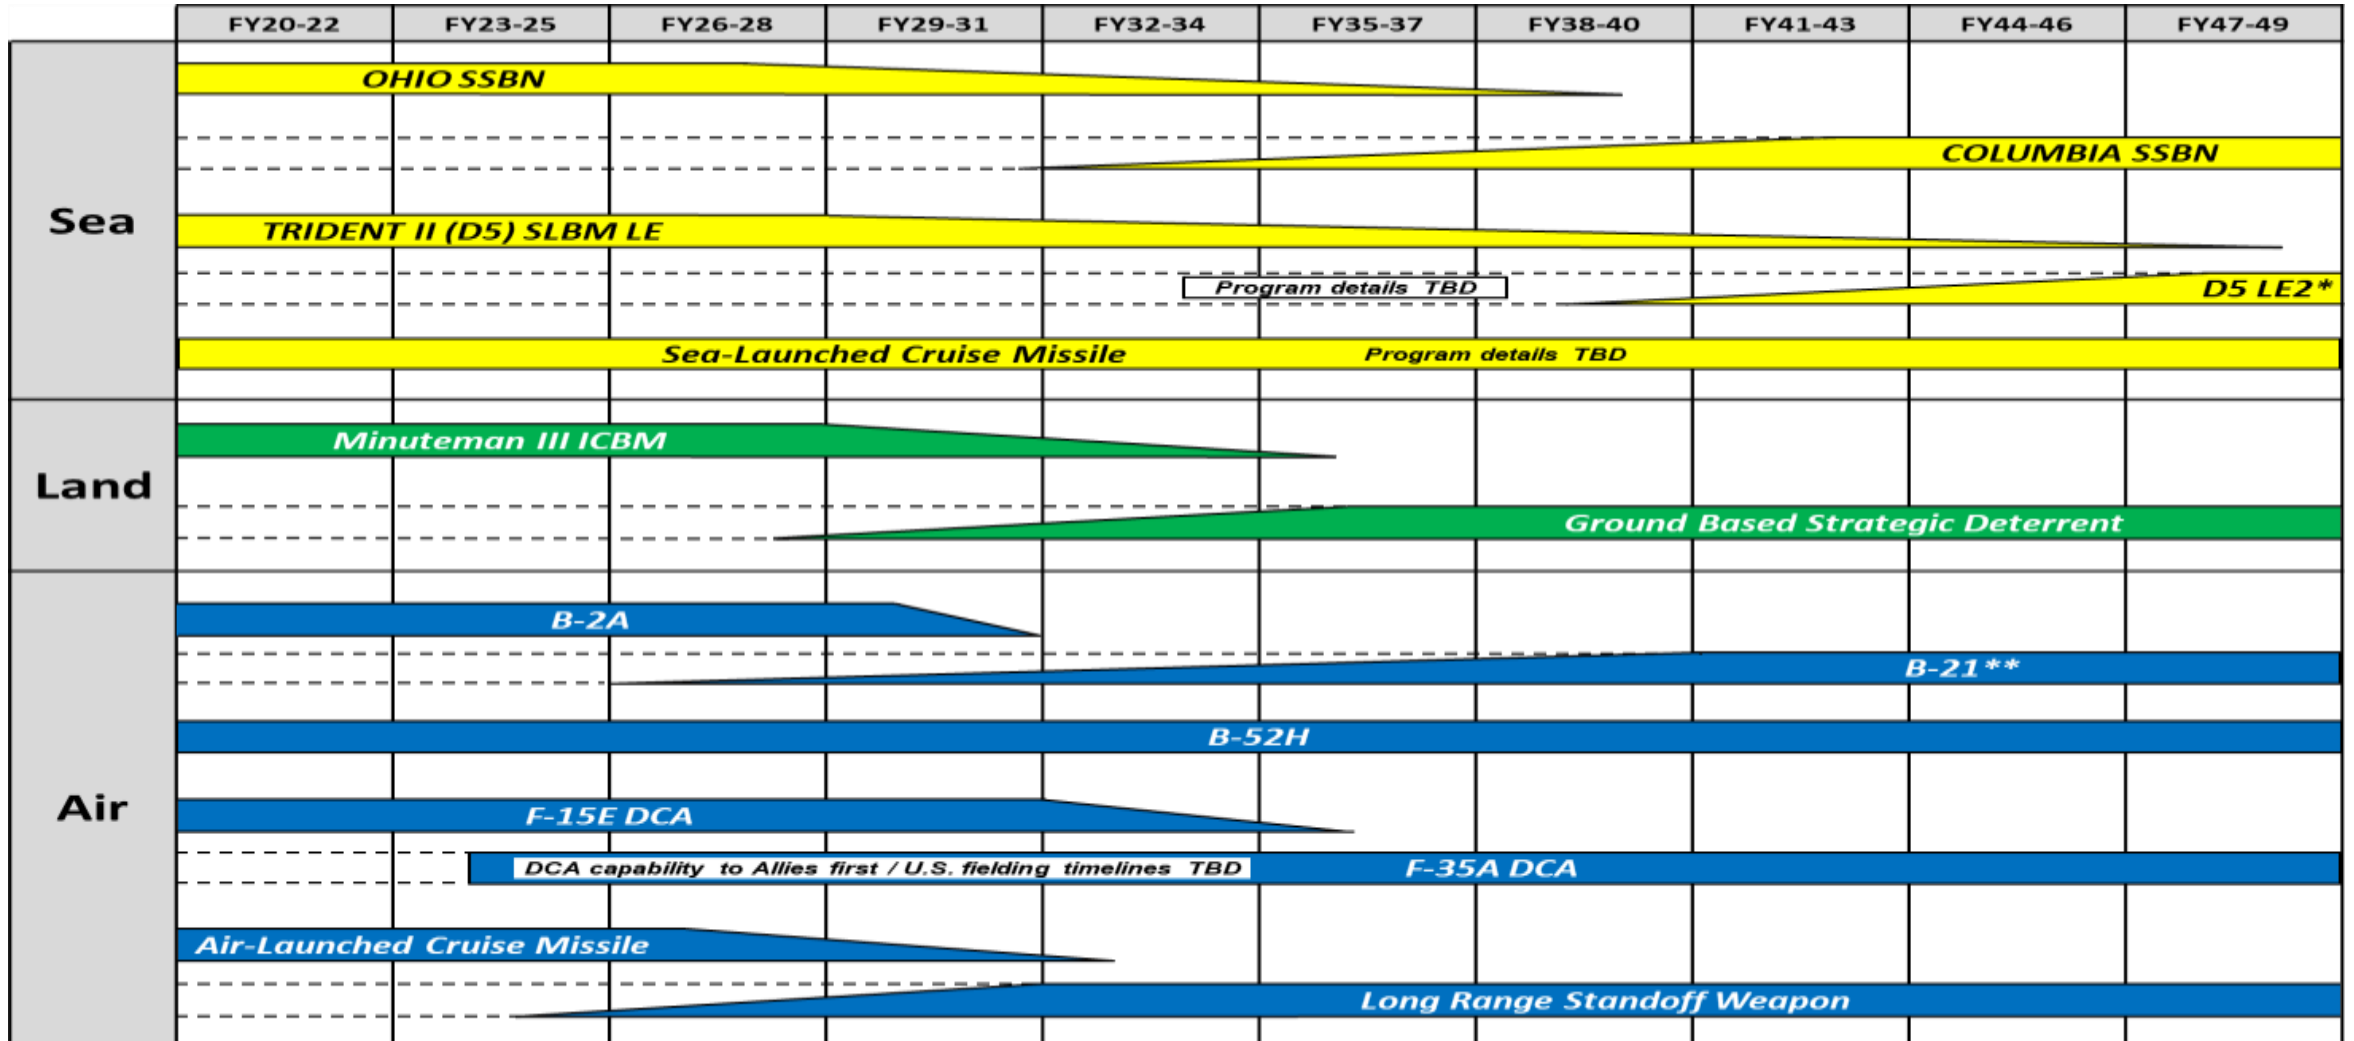 FY20-22 FY23-25 FY26-28 FY29-31 FY32-34 FY35-37 FY38-40 FY41-43 FY44-46 FY47-49
Sea
OHIO SSBN
COLUMBIA SSBN
TRIDENT II (D5) SLBM LE
Program details TBD
D5 LE2*
Sea-Launched Cruise Missile Program details TBD
Land
Minuteman III ICBM
Ground Based Strategic Deterrent
Air
B-2A
B-21**
B-52H
F-15E DCA
DCA capability to Allies first / U.S. fielding timelines TBD F-35A DCA
Air-Launched Cruise Missile
Long Range Standoff Weapon